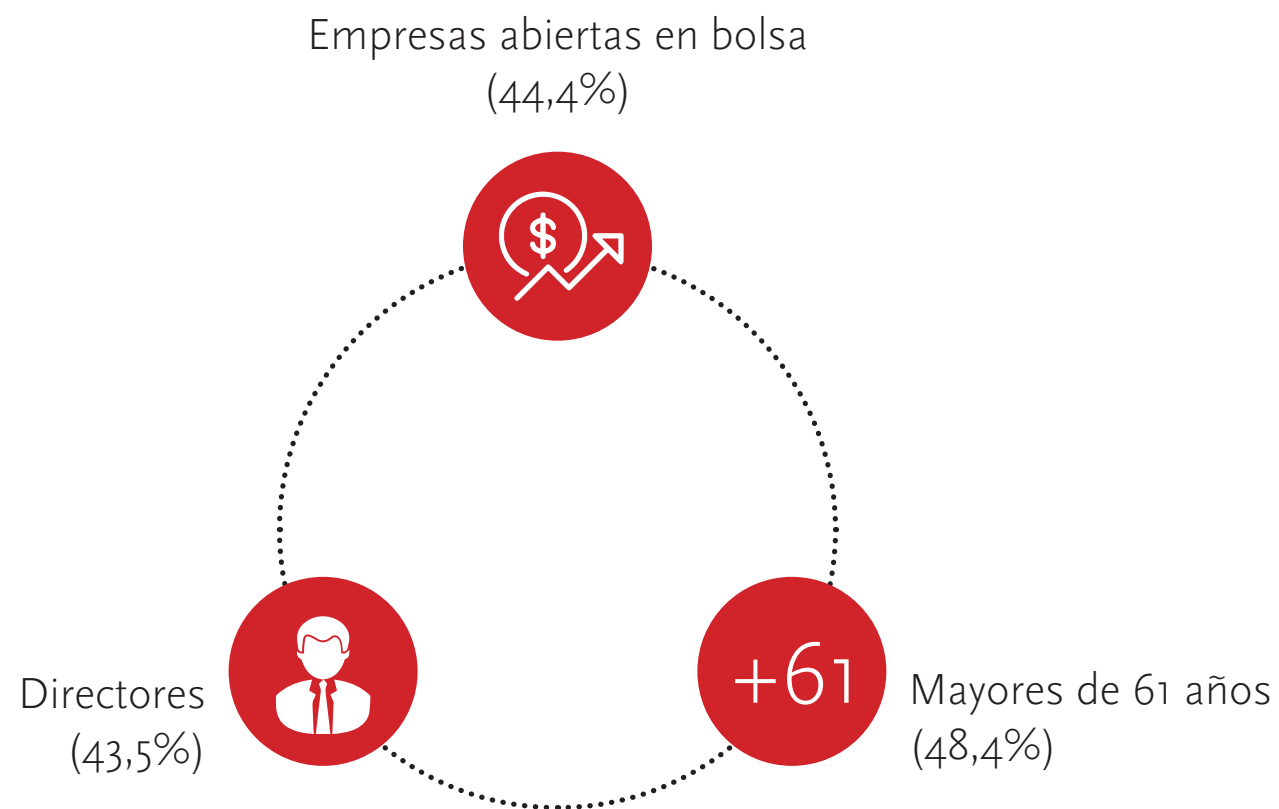 Empresas abiertas en bolsa
(44,4%)
$
+61
Directores
(43,5%)
Mayores de 61 años
(48,4%)